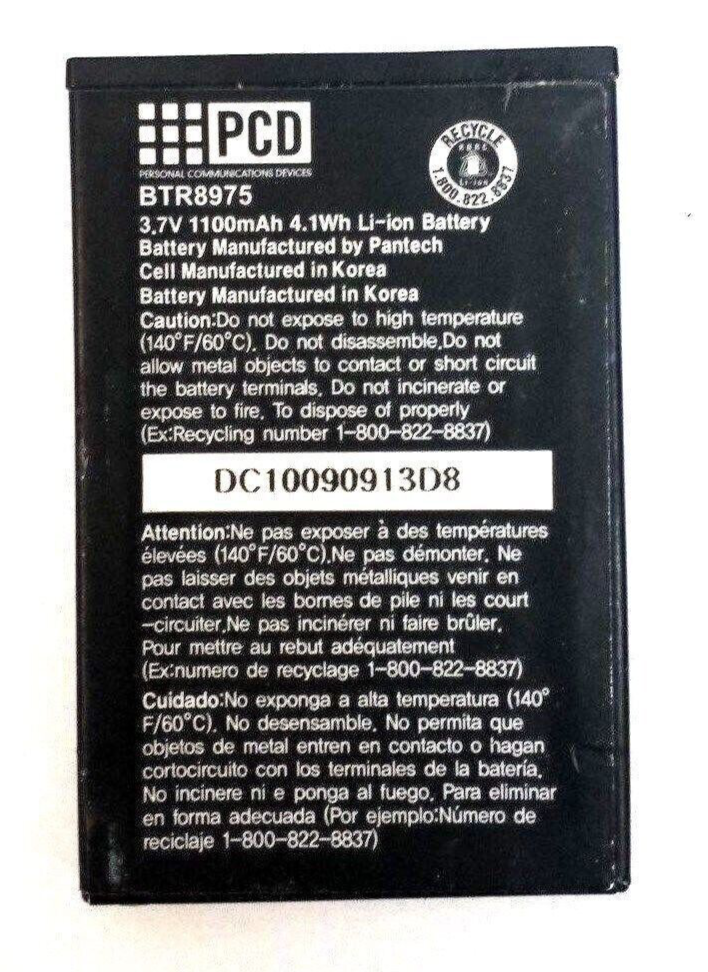 PCD
PERSONAL COMMUNICATIONS DEVICES
RECYCLE
RBRC
Li-ion
1.800.822.8837
BTR8975
3.7V 1100mAh 4.1Wh Li-ion Battery
Battery Manufactured by Pantech
Cell Manufactured in Korea
Battery Manufactured in Korea
Caution:Do not expose to high temperature
(140°F/60°C). Do not disassemble.Do not
allow metal objects to contact or short circuit
the battery terminals. Do not incinerate or
expose to fire. To dispose of properly
(Ex:Recycling number 1-800-822-8837)
DC10090913D8
Attention:Ne pas exposer à des températures
élevées (140°F/60°C).Ne pas démonter. Ne
pas laisser des objets métalliques venir en
contact avec les bornes de pile ni les court
-circuiter.Ne pas incinérer ni faire brûler.
Pour mettre au rebut adéquatement
(Ex:numero de recyclage 1-800-822-8837)
Cuidado:No exponga a alta temperatura (140°
F/60°C). No desensamble. No permita que
objetos de metal entren en contacto o hagan
cortocircuito con los terminales de la batería.
No incinere ni e ponga al fuego. Para eliminar
en forma adecuada (Por ejemplo:Número de
reciclaje 1-800-822-8837)